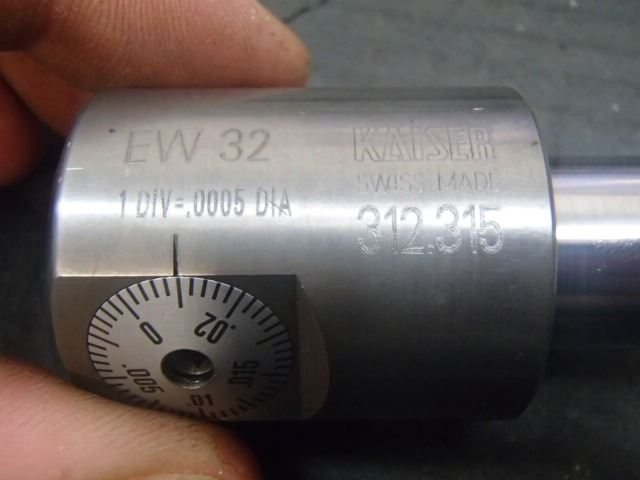 EW 32
KAISER
SWISS MADE
1 DIV=.0005 DIA
312.315
0
.02
.015
.01
.005